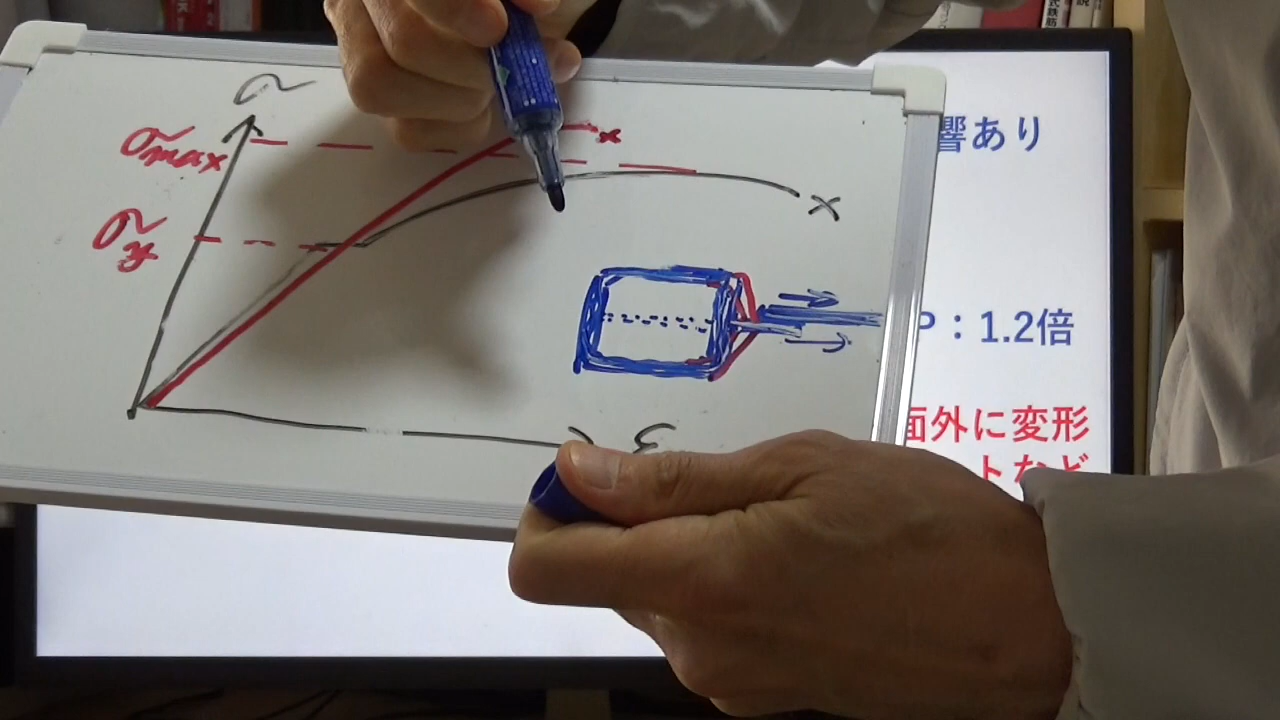 σ
σmax
σy
×
×
ε
響あり
P：1.2倍
面外に変形
トなど